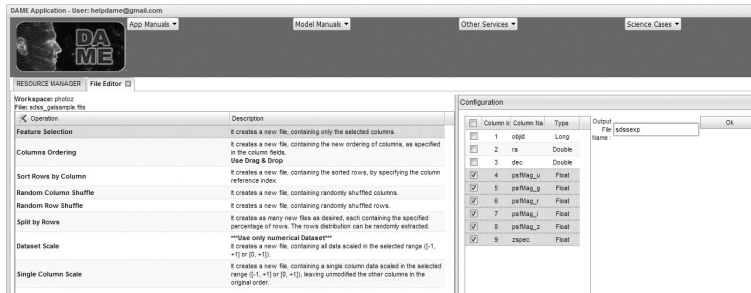 DAME Application - User: helpdame@gmail.com
App Manuals
Model Manuals
Other Services
Science Cases
DA
ME
RESOURCE MANAGER
File Editor
Workspace: photoz
File: sdss_galsample.fits
Operation Description
Feature Selection It creates a new file, containing only the selected columns.
Columns Ordering It creates a new file, containing the new ordering of columns, as specified
in the column fields.
Use Drag & Drop
Sort Rows by Column It creates a new file, containing the sorted rows, by specifying the column
reference index.
Random Column Shuffle It creates a new file, containing randomly shuffled columns.
Random Row Shuffle It creates a new file, containing randomly shuffled rows.
Split by Rows It creates as many new files as desired, each containing the specified
percentage of rows. The rows distribution can be randomly extracted.
Dataset Scale ***Use only numerical Dataset***
It creates a new file, containing all data scaled in the selected range ([-1,
+1] or [0, +1]).
Single Column Scale It creates a new file, containing a single column data scaled in the selected
range ([-1, +1] or [0, +1]), leaving unmodified the other columns in the
original order.
Configuration
Column Ic Column Na Type
1 objid Long
2 ra Double
3 dec Double
4 psfMag_u Float
5 psfMag_g Float
6 psfMag_r Float
7 psfMag_i Float
8 psfMag_z Float
9 zspec Float
Output
File
Name :
sdssexp
Ok